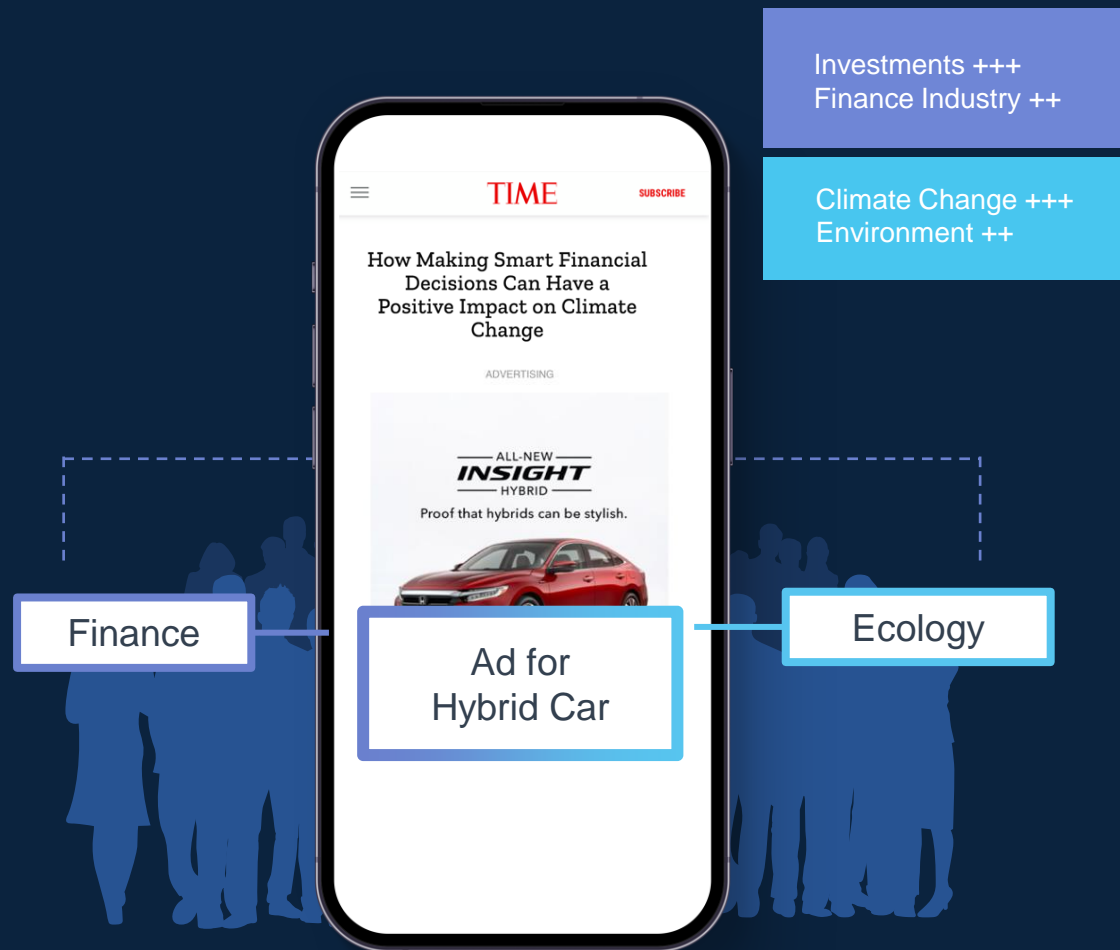 Investments +++
Finance Industry ++
Climate Change +++
Environment ++
TIME
SUBSCRIBE
How Making Smart Financial
Decisions Can Have a
Positive Impact on Climate
Change
ADVERTISING
ALL-NEW
INSIGHT
HYBRID
Proof that hybrids can be stylish.
Finance
Ad for
Hybrid Car
Ecology